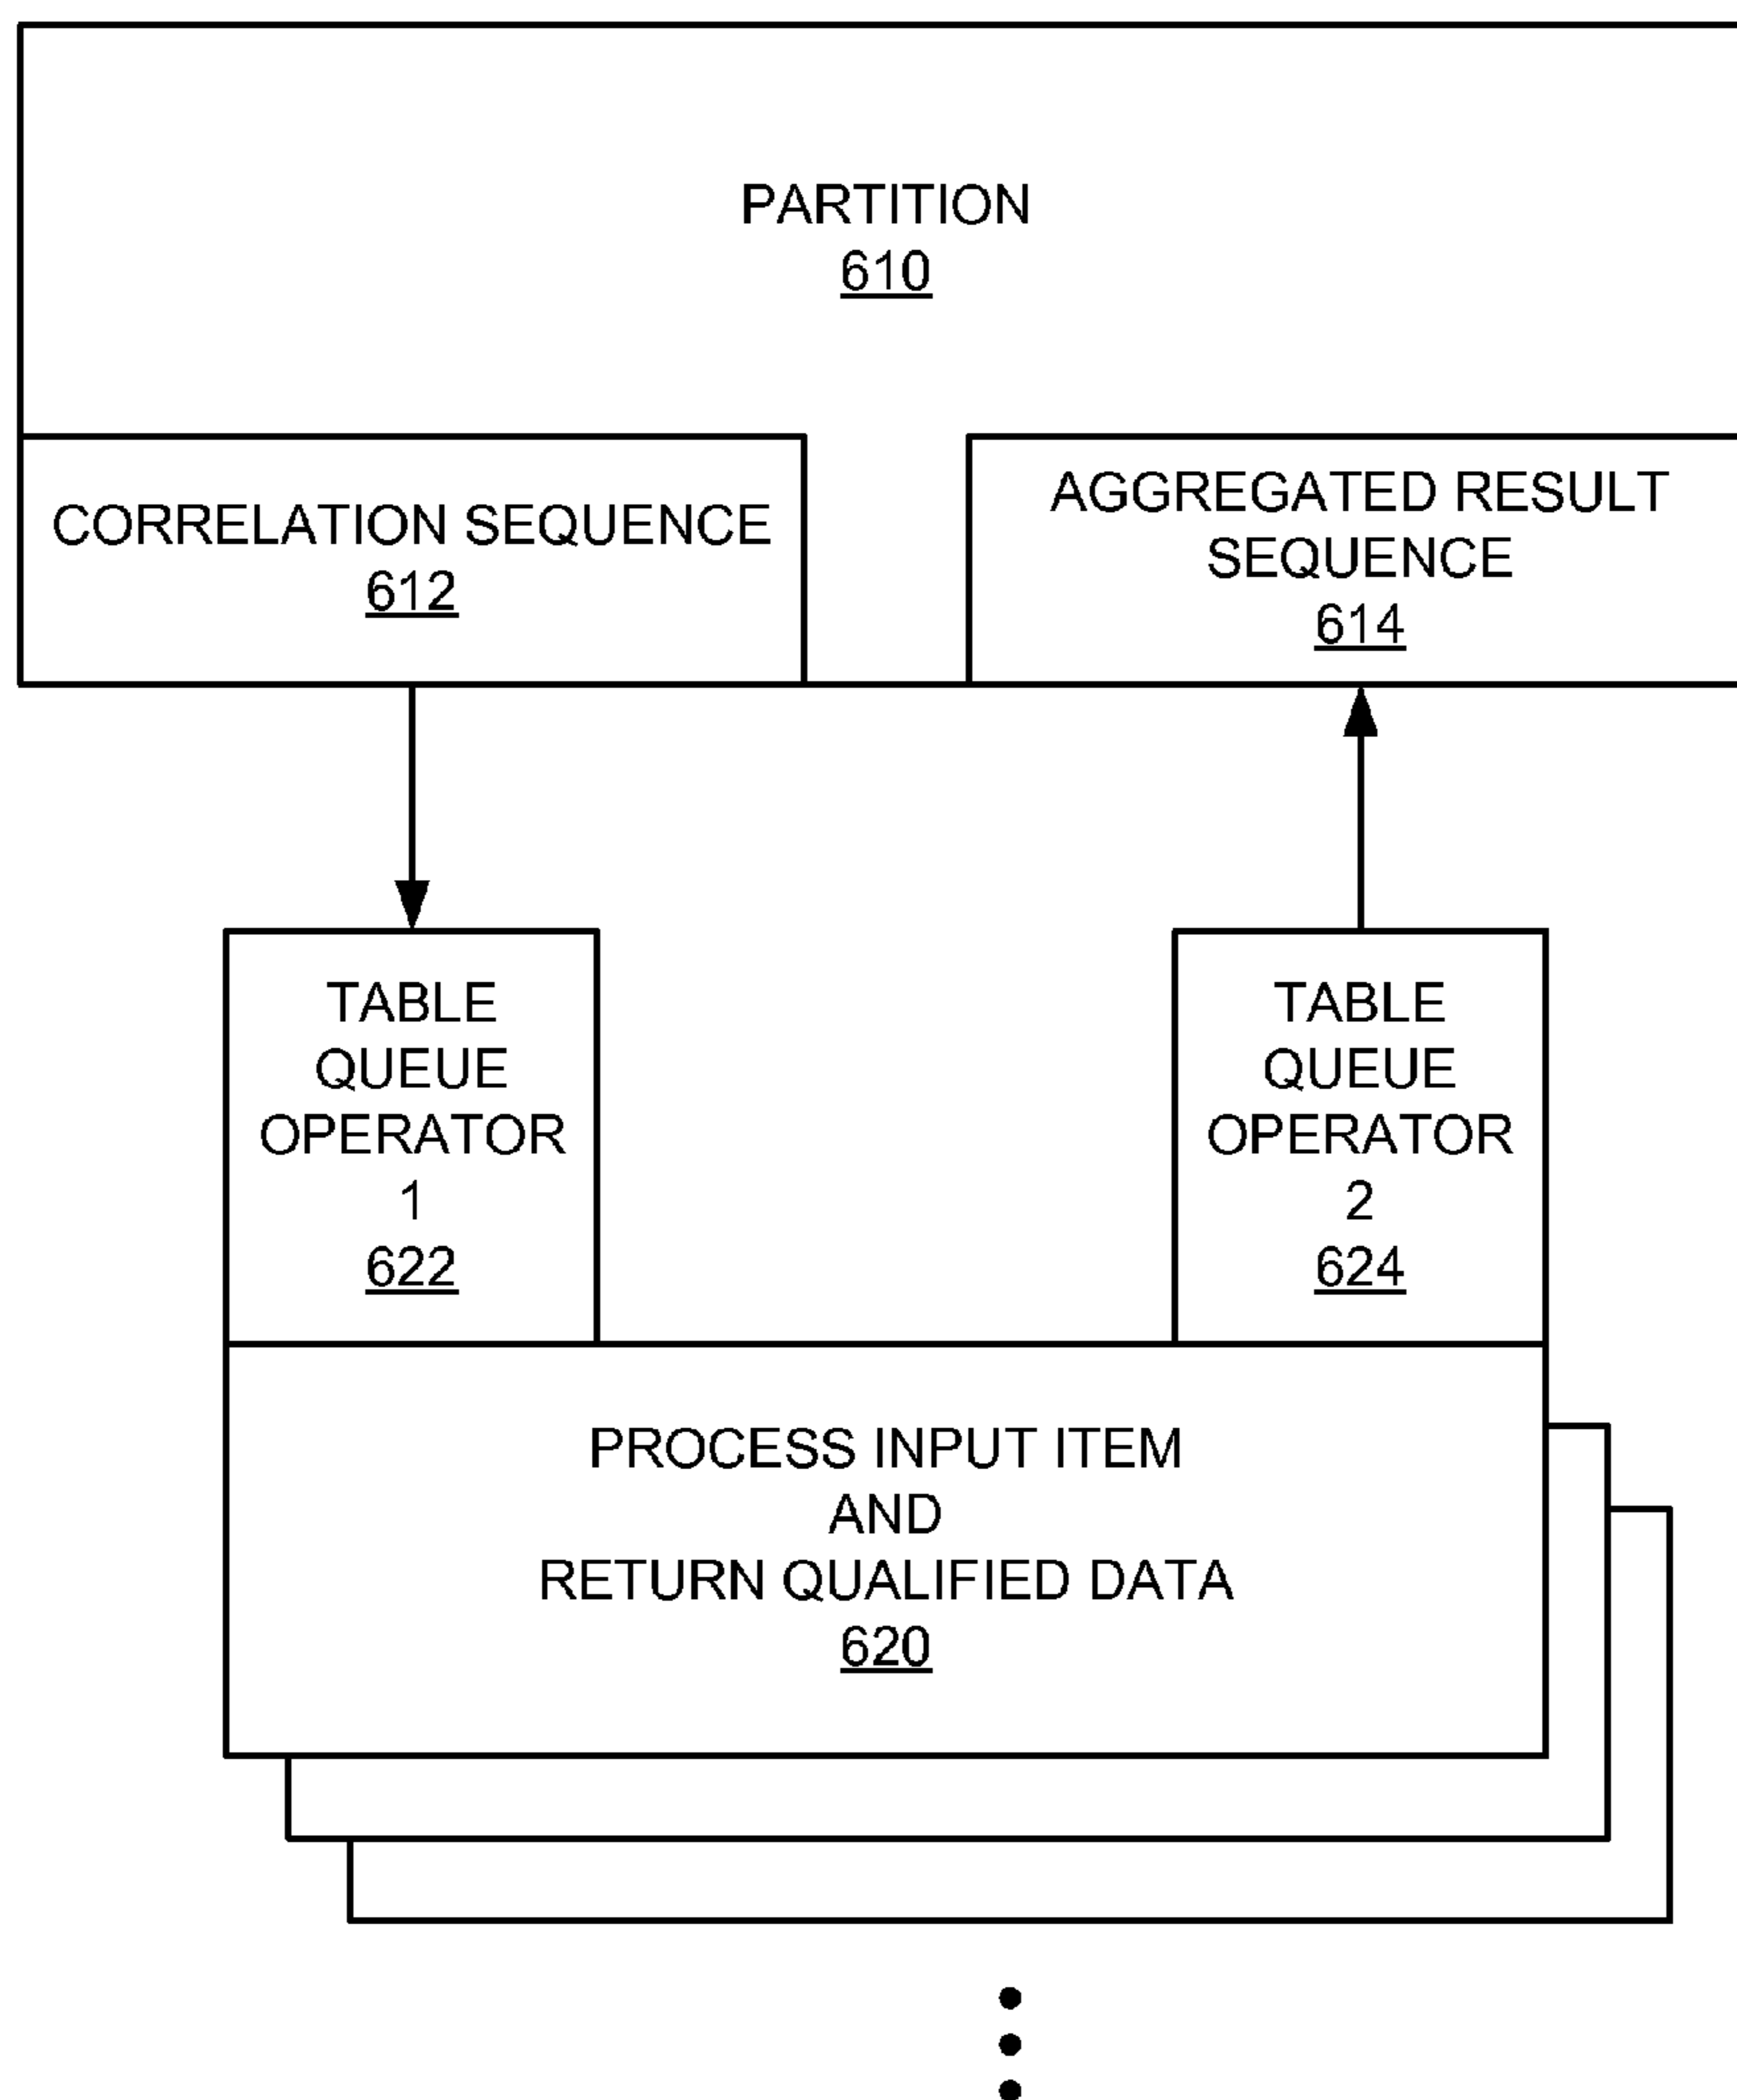 PARTITION
610
CORRELATION SEQUENCE
612
AGGREGATED RESULT
SEQUENCE
614
TABLE
QUEUE
OPERATOR
1
622
TABLE
QUEUE
OPERATOR
2
624
PROCESS INPUT ITEM
AND
RETURN QUALIFIED DATA
620